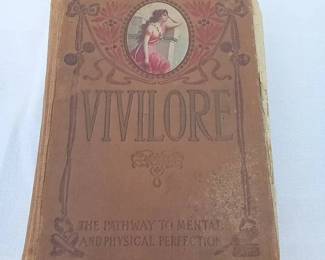 VIVILORE
THE PATHWAY TO MENTAL
AND PHYSICAL PERFECTION